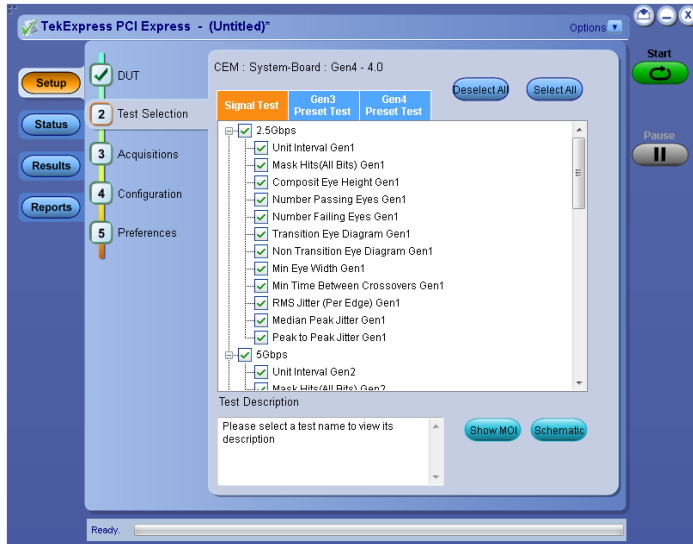 TekExpress PCI Express - (Untitled)*
Options
Start
Pause
Setup
Status
Results
Reports
DUT
2 Test Selection
3 Acquisitions
4 Configuration
5 Preferences
CEM : System-Board : Gen4 - 4.0
Deselect All
Select All
Signal Test
Gen3
Preset Test
Gen4
Preset Test
2.5Gbps
Unit Interval Gen1
Mask Hits(All Bits) Gen1
Composit Eye Height Gen1
Number Passing Eyes Gen1
Number Failing Eyes Gen1
Transition Eye Diagram Gen1
Non Transition Eye Diagram Gen1
Min Eye Width Gen1
Min Time Between Crossovers Gen1
RMS Jitter (Per Edge) Gen1
Median Peak Jitter Gen1
Peak to Peak Jitter Gen1
5Gbps
Unit Interval Gen2
Mask Hits(All Bits) Gen2
Test Description
Please select a test name to view its
description
Show MOI
Schematic
Ready.